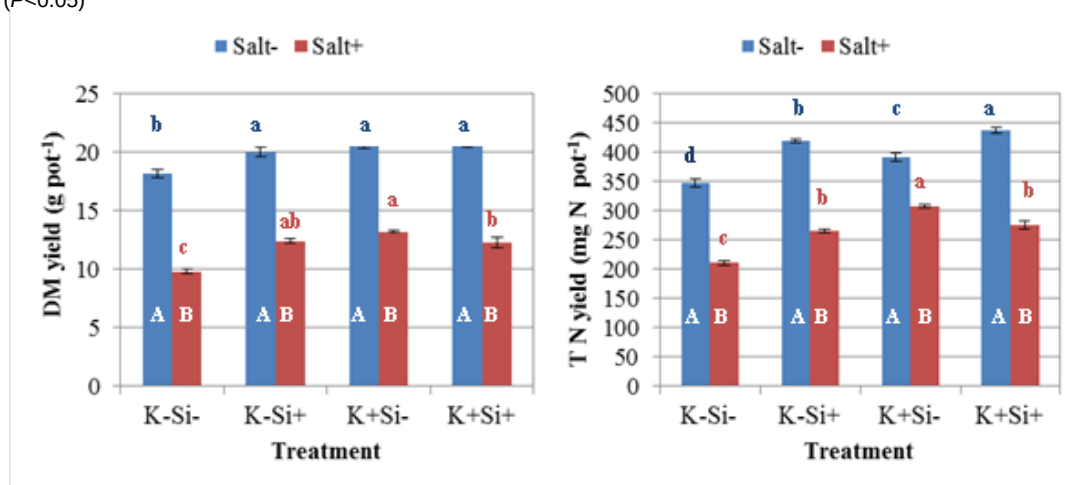 (P<0.05)
Salt- Salt+
DM yield (g pot-1)
25
20
15
10
5
0
b a a a
c ab a b
A B A B A B A B
K-Si- K-Si+ K+Si- K+Si+
Treatment
Salt- Salt+
T N yield (mg N pot-1)
500
450
400
350
300
250
200
150
100
50
0
d b c a
c b a b
A B A B A B A B
K-Si- K-Si+ K+Si- K+Si+
Treatment